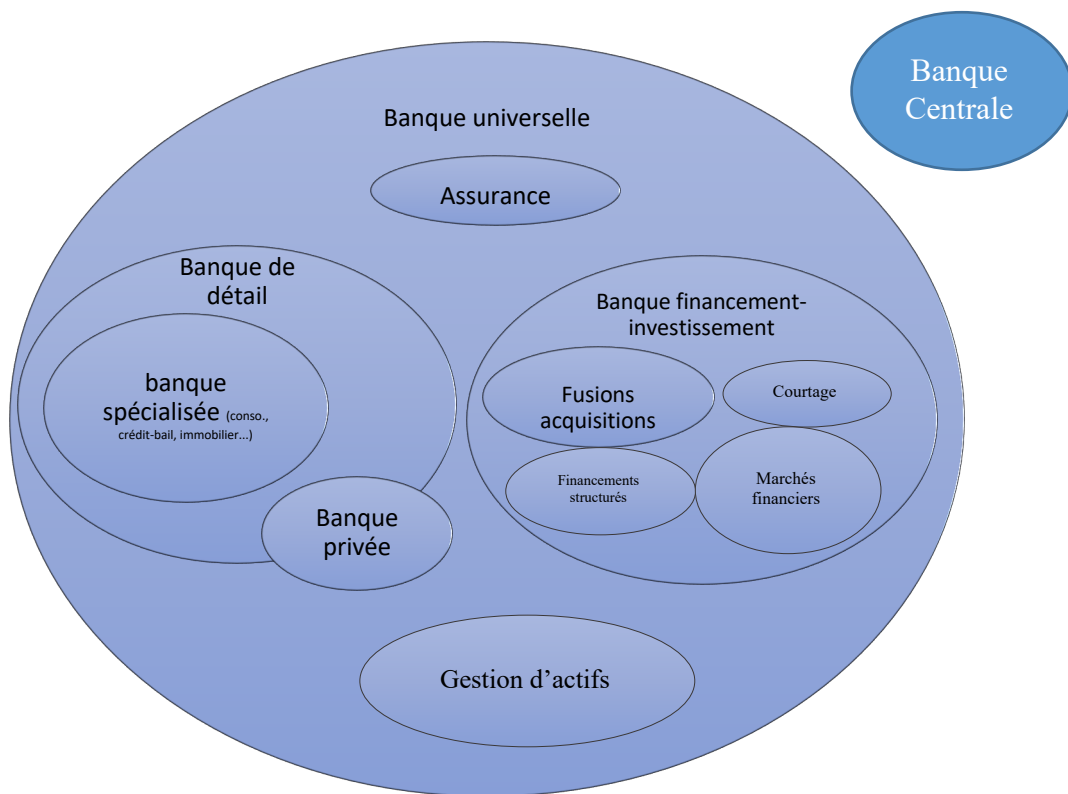 Banque
Centrale
Banque universelle
Assurance
Banque de
détail
banque
spécialisée (conso.,
crédit-bail, immobilier...)
Banque
privée
Banque financement-
investissement
Fusions
acquisitions
Courtage
Financements
structurés
Marchés
financiers
Gestion d’actifs